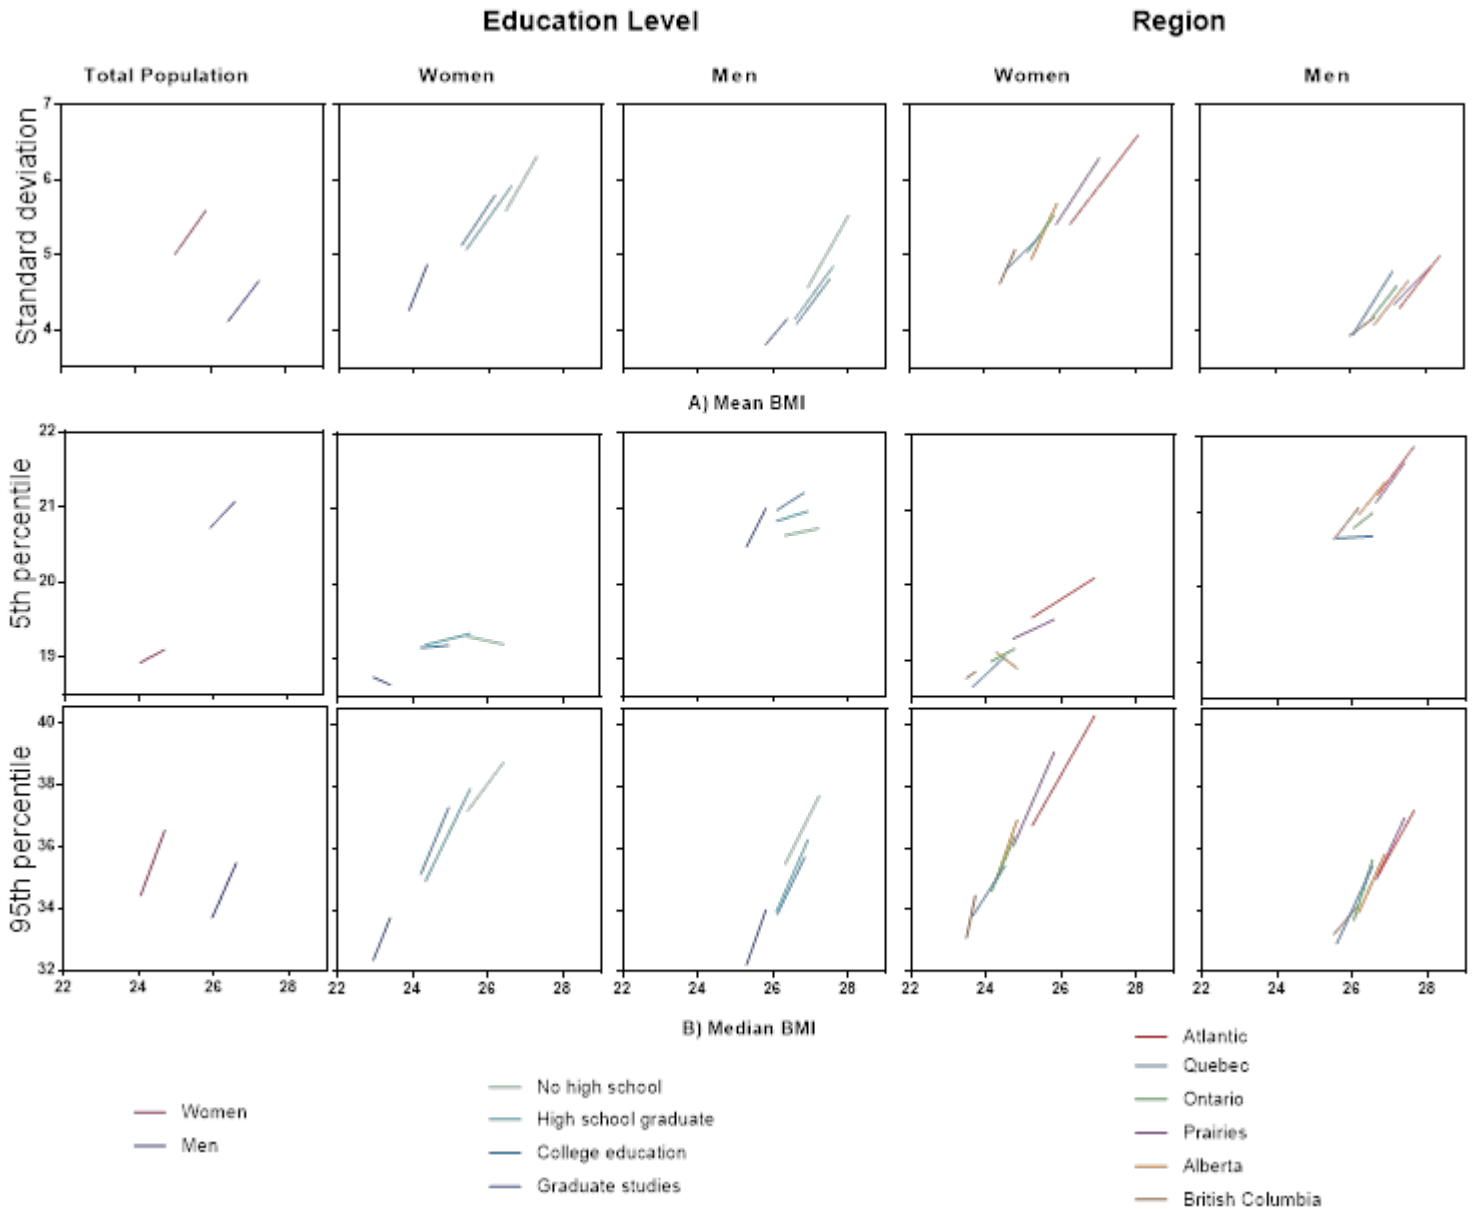 Education Level Region
Total Population Women Men Women Men
Standard deviation
7
6
5
4
A) Mean BMI
5th percentile
22
21
20
19
95th percentile
40
38
36
34
32
22 24 26 28 22 24 26 28 22 24 26 28 22 24 26 28 22 24 26 28
B) Median BMI
Women
Men
No high school
High school graduate
College education
Graduate studies
Atlantic
Quebec
Ontario
Prairies
Alberta
British Columbia